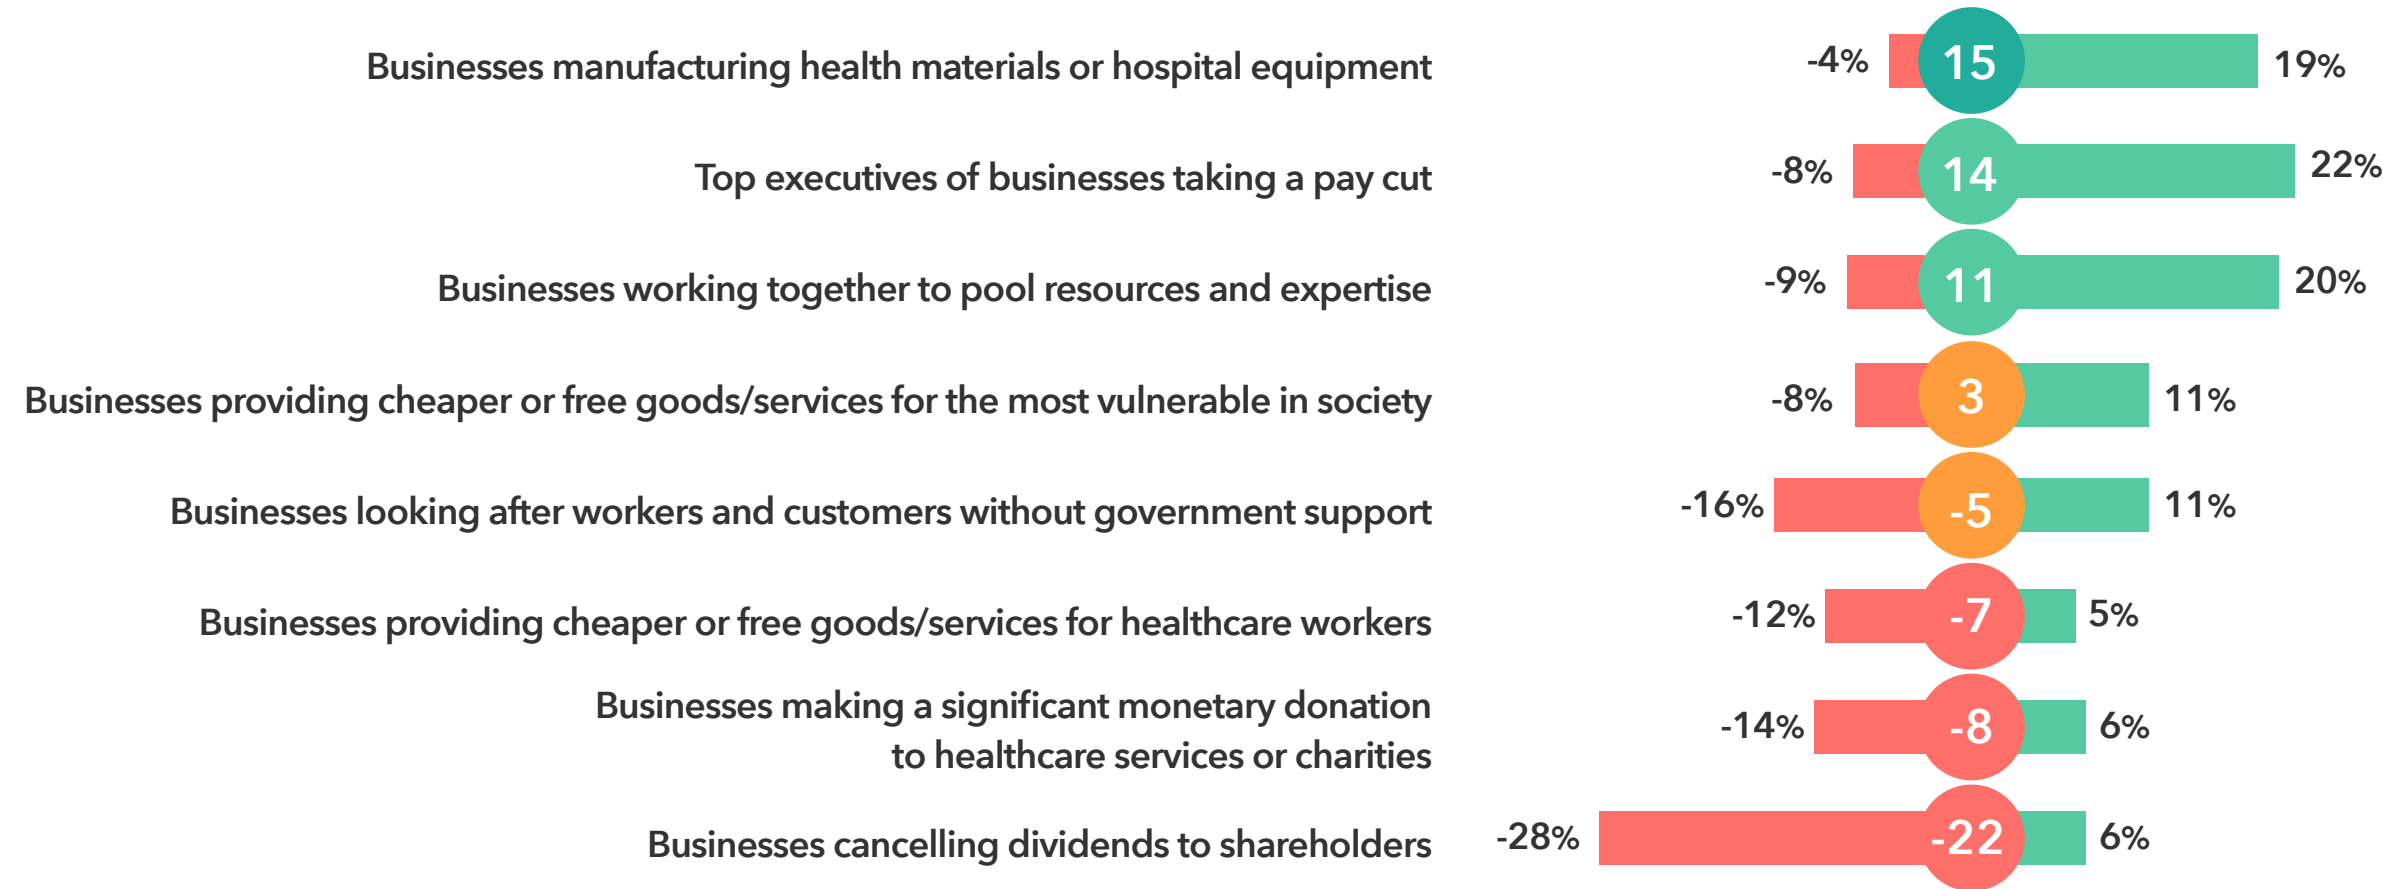 Businesses manufacturing health materials or hospital equipment -4% 15 19%
Top executives of businesses taking a pay cut -8% 14 22%
Businesses working together to pool resources and expertise -9% 11 20%
Businesses providing cheaper or free goods/services for the most vulnerable in society -8% 3 11%
Businesses looking after workers and customers without government support -16% -5 11%
Businesses providing cheaper or free goods/services for healthcare workers -12% -7 5%
Businesses making a significant monetary donation
to healthcare services or charities -14% -8 6%
Businesses cancelling dividends to shareholders -28% -22 6%